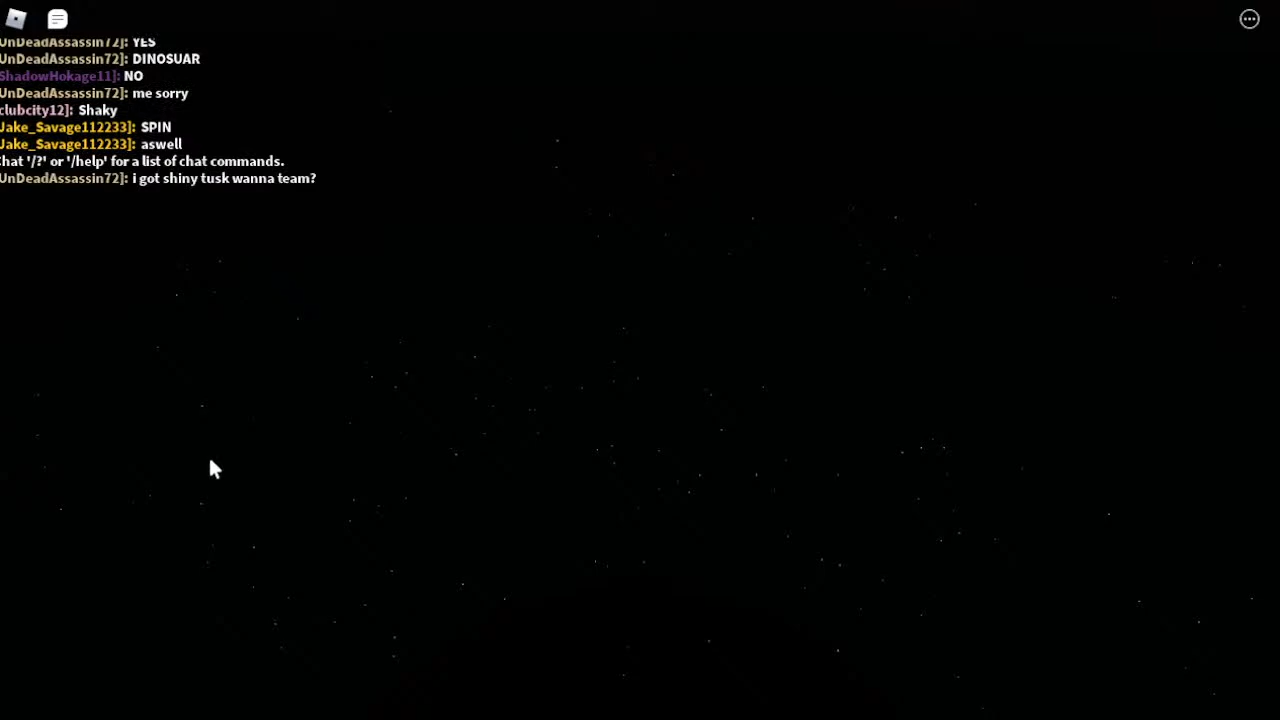 UnDeadAssassin72]: YES
UnDeadAssassin72]: DINOSUAR
ShadowHokage11]: NO
UnDeadAssassin72]: me sorry
clubcity12]: Shaky
Jake_Savage112233]: SPIN
Jake_Savage112233]: aswell
Chat '/?' or '/help' for a list of chat commands.
UnDeadAssassin72]: i got shiny tusk wanna team?